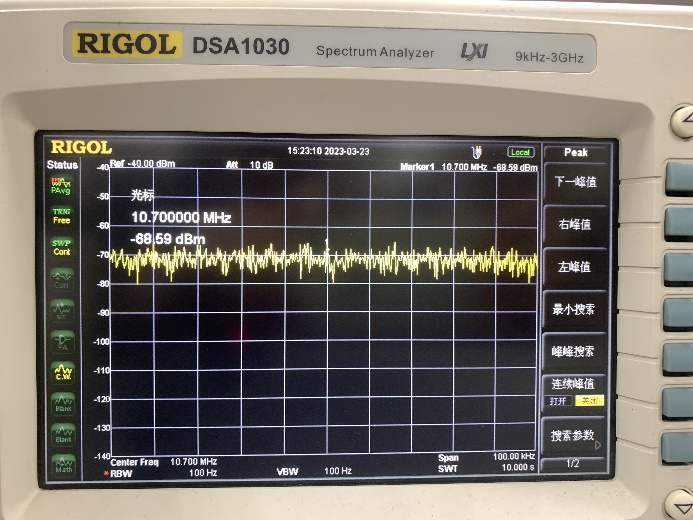 RIGOL DSA1030 Spectrum Analyzer LXI 9kHz-3GHz
RIGOL
15:23:10 2023-03-23
Local
Peak
Status
Ref -40.00 dBm
Att 10 dB
Marker1 10.700 MHz -68.59 dBm
光标
10.700000 MHz
-68.59 dBm
-40
-50
-60
-70
-80
-90
-100
-110
-120
-130
-140
PAvg
TRIG
Free
SWP
Cont
Corr
PA
C.W.
Blank
Blank
Math
下一峰值
右峰值
左峰值
最小搜索
峰峰搜索
连续峰值
打开 关闭
搜索参数
1/2
Center Freq 10.700 MHz
Span 100.00 kHz
*RBW 100 Hz
VBW 100 Hz
SWT 10.000 s